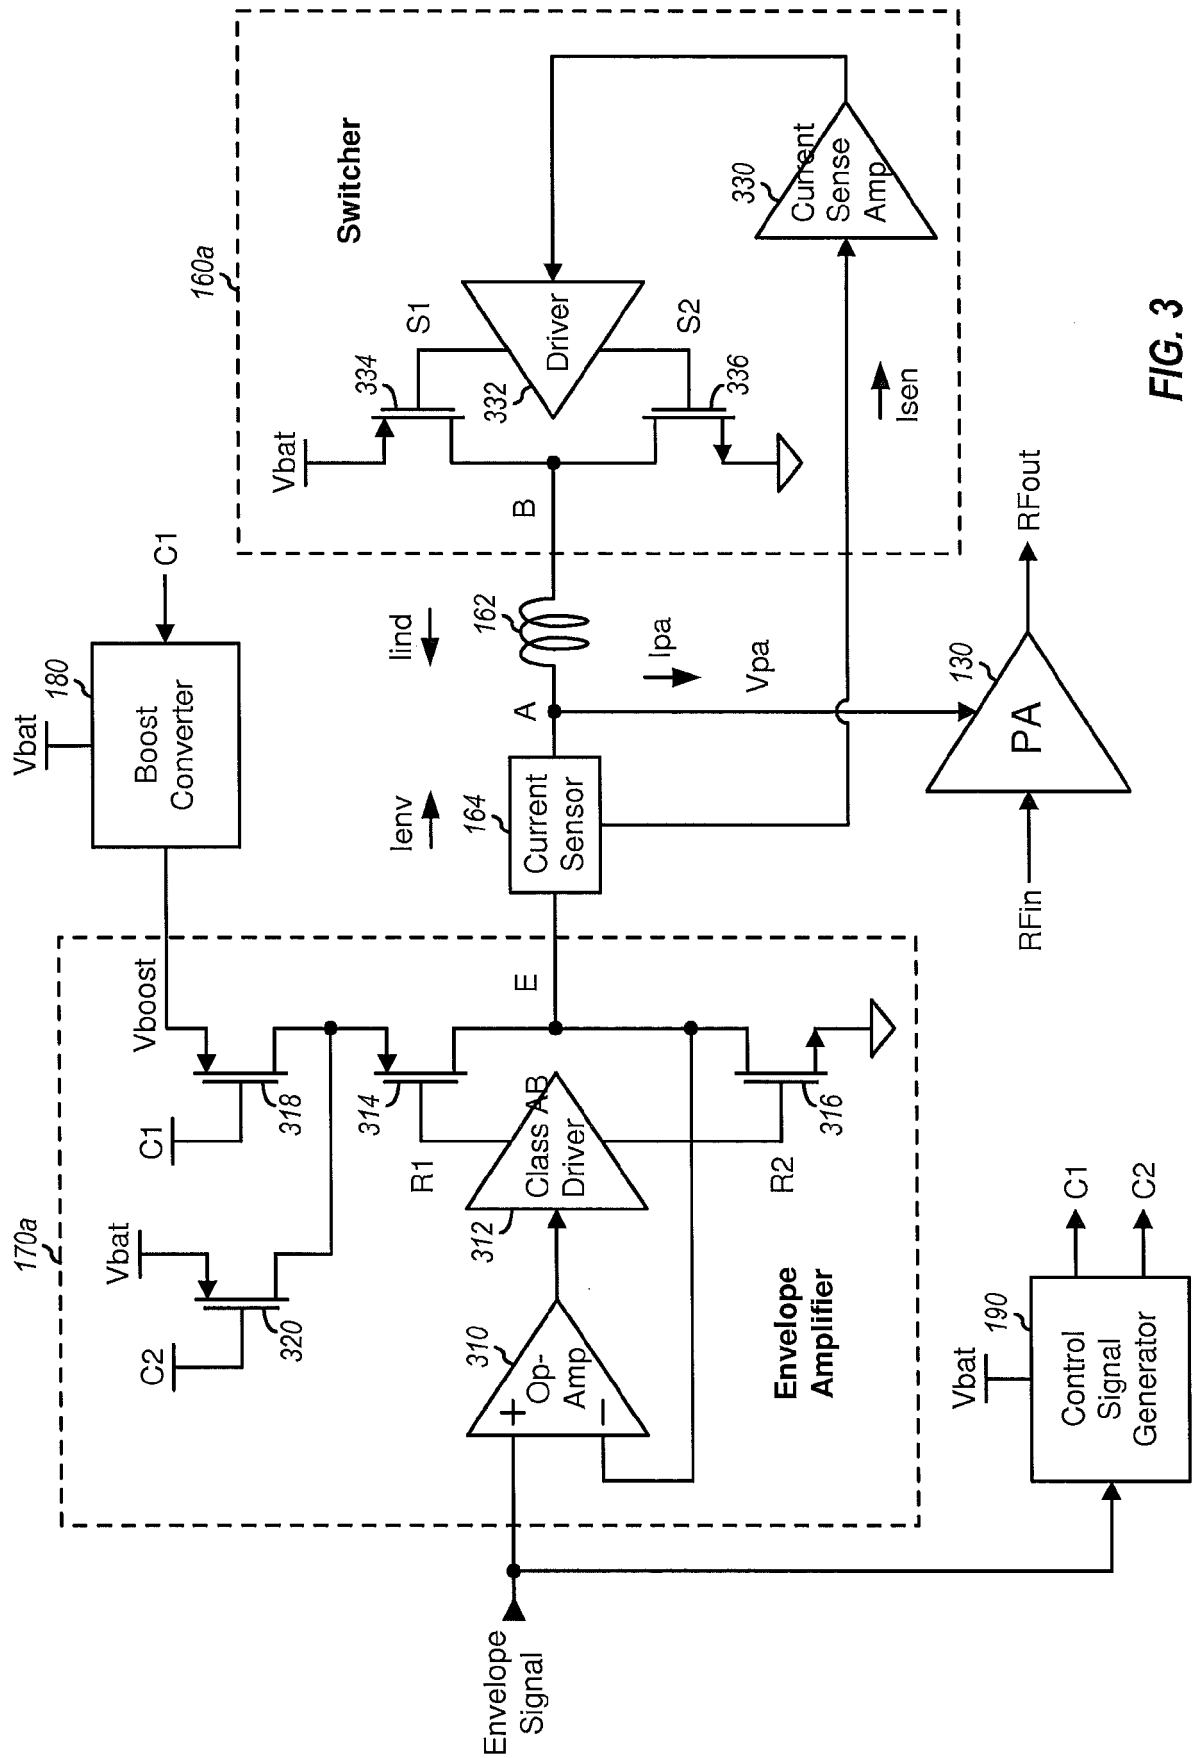 Vbat
180
Boost
Converter
C1
160a
Switcher
Vbat
334
S1
332
Driver
S2
336
B
330
Current
Sense
Amp
Isen
Iind
162
A
Ipa
Vpa
Ienv
164
Current
Sensor
130
PA
RFin
RFout
170a
Vboost
C1
318
Vbat
C2
320
314
R1
E
Class AB
Driver
312
R2
316
310
Op-
Amp
+
−
Envelope
Amplifier
Envelope
Signal
Vbat
190
Control
Signal
Generator
C1
C2
FIG. 3